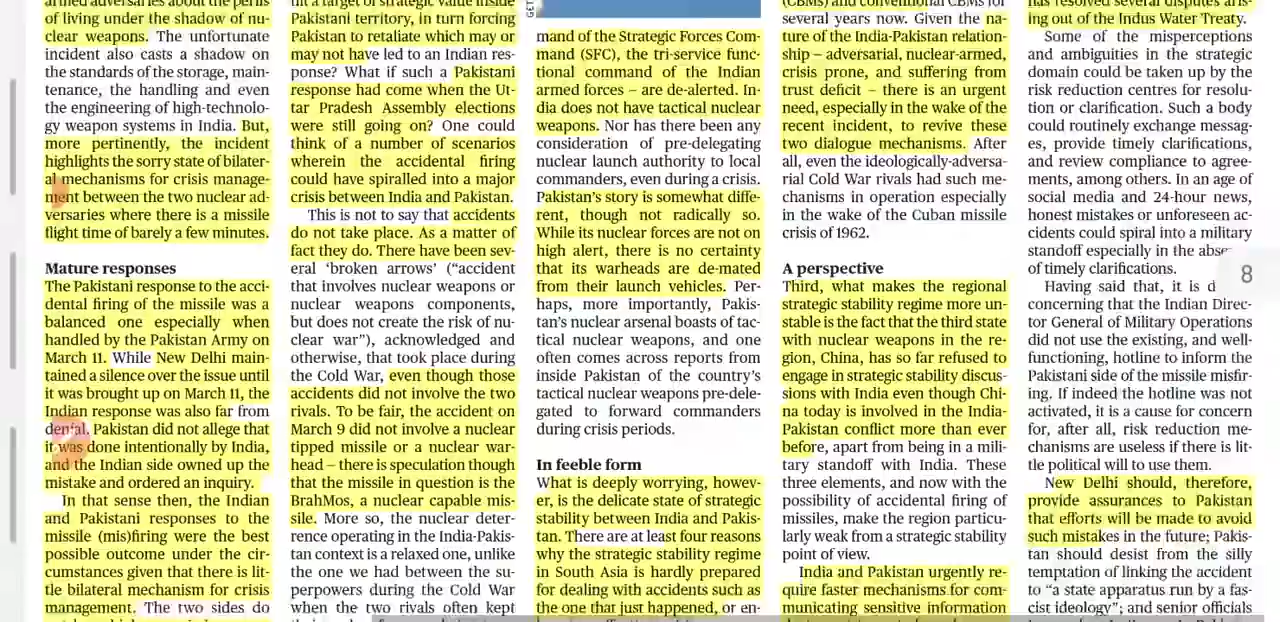 armed adversaries about the perils
of living under the shadow of nu-
clear weapons. The unfortunate
incident also casts a shadow on
the standards of the storage, main-
tenance, the handling and even
the engineering of high-technolo-
gy weapon systems in India. But,
more pertinently, the incident
highlights the sorry state of bilater-
al mechanisms for crisis manage-
ment between the two nuclear ad-
versaries where there is a missile
flight time of barely a few minutes.
Mature responses
The Pakistani response to the acci-
dental firing of the missile was a
balanced one especially when
handled by the Pakistan Army on
March 11. While New Delhi main-
tained a silence over the issue until
it was brought up on March 11, the
Indian response was also far from
denial. Pakistan did not allege that
it was done intentionally by India,
and the Indian side owned up the
mistake and ordered an inquiry.
In that sense then, the Indian
and Pakistani responses to the
missile (mis)firing were the best
possible outcome under the cir-
cumstances given that there is lit-
tle bilateral mechanism for crisis
management. The two sides do
hit a target of strategic value inside
Pakistani territory, in turn forcing
Pakistan to retaliate which may or
may not have led to an Indian res-
ponse? What if such a Pakistani
response had come when the Ut-
tar Pradesh Assembly elections
were still going on? One could
think of a number of scenarios
wherein the accidental firing
could have spiralled into a major
crisis between India and Pakistan.
This is not to say that accidents
do not take place. As a matter of
fact they do. There have been sev-
eral ‘broken arrows’ (“accident
that involves nuclear weapons or
nuclear weapons components,
but does not create the risk of nu-
clear war”), acknowledged and
otherwise, that took place during
the Cold War, even though those
accidents did not involve the two
rivals. To be fair, the accident on
March 9 did not involve a nuclear
tipped missile or a nuclear war-
head – there is speculation though
that the missile in question is the
BrahMos, a nuclear capable mis-
sile. More so, the nuclear deter-
rence operating in the India-Pakis-
tan context is a relaxed one, unlike
the one we had between the su-
perpowers during the Cold War
when the two rivals often kept
GET
mand of the Strategic Forces Com-
mand (SFC), the tri-service func-
tional command of the Indian
armed forces – are de-alerted. In-
dia does not have tactical nuclear
weapons. Nor has there been any
consideration of pre-delegating
nuclear launch authority to local
commanders, even during a crisis.
Pakistan’s story is somewhat diffe-
rent, though not radically so.
While its nuclear forces are not on
high alert, there is no certainty
that its warheads are de-mated
from their launch vehicles. Per-
haps, more importantly, Pakis-
tan’s nuclear arsenal boasts of tac-
tical nuclear weapons, and one
often comes across reports from
inside Pakistan of the country’s
tactical nuclear weapons pre-dele-
gated to forward commanders
during crisis periods.
In feeble form
What is deeply worrying, howev-
er, is the delicate state of strategic
stability between India and Pakis-
tan. There are at least four reasons
why the strategic stability regime
in South Asia is hardly prepared
for dealing with accidents such as
the one that just happened, or en-
(CBMs) and conventional CBMs for
several years now. Given the na-
ture of the India-Pakistan relation-
ship – adversarial, nuclear-armed,
crisis prone, and suffering from
trust deficit – there is an urgent
need, especially in the wake of the
recent incident, to revive these
two dialogue mechanisms. After
all, even the ideologically-adversa-
rial Cold War rivals had such me-
chanisms in operation especially
in the wake of the Cuban missile
crisis of 1962.
A perspective
Third, what makes the regional
strategic stability regime more un-
stable is the fact that the third state
with nuclear weapons in the re-
gion, China, has so far refused to
engage in strategic stability discus-
sions with India even though Chi-
na today is involved in the India-
Pakistan conflict more than ever
before, apart from being in a mili-
tary standoff with India. These
three elements, and now with the
possibility of accidental firing of
missiles, make the region particu-
larly weak from a strategic stability
point of view.
India and Pakistan urgently re-
quire faster mechanisms for com-
municating sensitive information
has resolved several disputes aris-
ing out of the Indus Water Treaty.
Some of the misperceptions
and ambiguities in the strategic
domain could be taken up by the
risk reduction centres for resolu-
tion or clarification. Such a body
could routinely exchange messag-
es, provide timely clarifications,
and review compliance to agree-
ments, among others. In an age of
social media and 24-hour news,
honest mistakes or unforeseen ac-
cidents could spiral into a military
standoff especially in the
of timely clarifications.
Having said that, it is
concerning that the Indian Direc-
tor General of Military Operations
did not use the existing, and well-
functioning, hotline to inform the
Pakistani side of the missile misfir-
ing. If indeed the hotline was not
activated, it is a cause for concern
for, after all, risk reduction me-
chanisms are useless if there is lit-
tle political will to use them.
New Delhi should, therefore,
provide assurances to Pakistan
that efforts will be made to avoid
such mistakes in the future; Pakis-
tan should desist from the silly
temptation of linking the accident
to “a state apparatus run by a fas-
cist ideology”; and senior officials
8